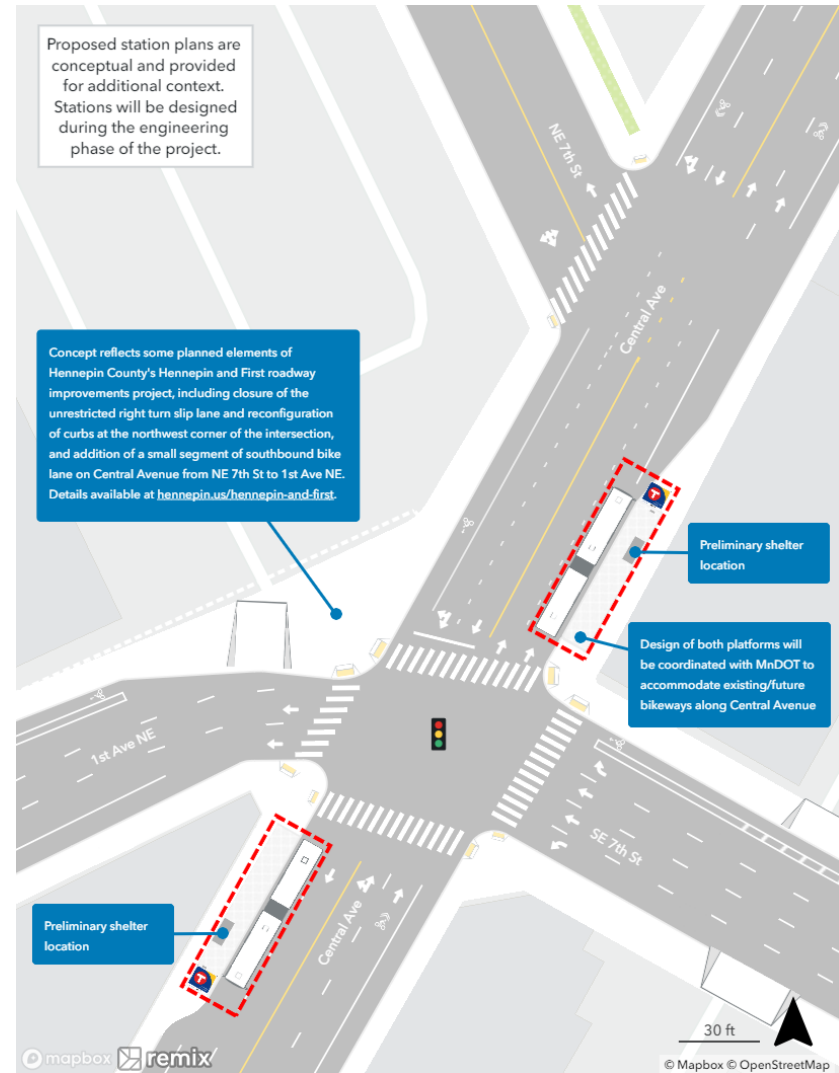 Proposed station plans are
conceptual and provided
for additional context.
Stations will be designed
during the engineering
phase of the project.
NE 7th St
Central Ave
Concept reflects some planned elements of
Hennepin County's Hennepin and First roadway
improvements project, including closure of the
unrestricted right turn slip lane and reconfiguration
of curbs at the northwest corner of the intersection,
and addition of a small segment of southbound bike
lane on Central Avenue from NE 7th St to 1st Ave NE.
Details available at hennepin.us/hennepin-and-first.
T
Preliminary shelter
location
Design of both platforms will
be coordinated with MnDOT to
accommodate existing/future
bikeways along Central Avenue
1st Ave NE
SE 7th St
Preliminary shelter
location
Central Ave
T
30 ft
mapbox remix
© Mapbox © OpenStreetMap